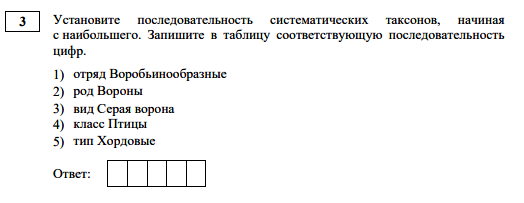 3 Установите последовательность систематических таксонов, начиная
с наибольшего. Запишите в таблицу соответствующую последовательность
цифр.
1) отряд Воробьинообразные
2) род Вороны
3) вид Серая ворона
4) класс Птицы
5) тип Хордовые
Ответ: